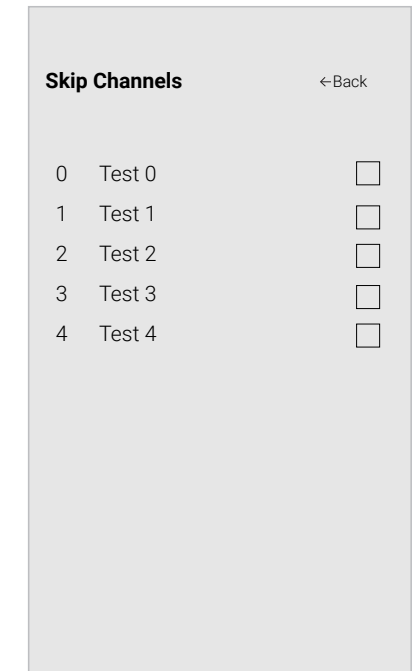 Skip Channels ←Back
0 Test 0
1 Test 1
2 Test 2
3 Test 3
4 Test 4